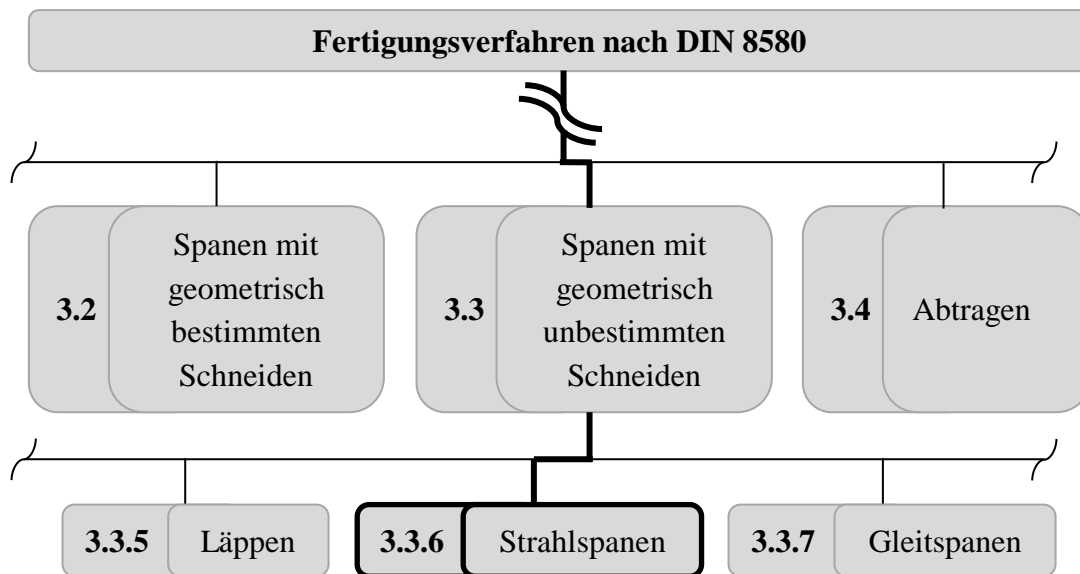 Fertigungsverfahren nach DIN 8580
3.2
Spanen mit
geometrisch
bestimmten
Schneiden
3.3
Spanen mit
geometrisch
unbestimmten
Schneiden
3.4
Abtragen
3.3.5
Läppen
3.3.6
Strahlspanen
3.3.7
Gleitspanen